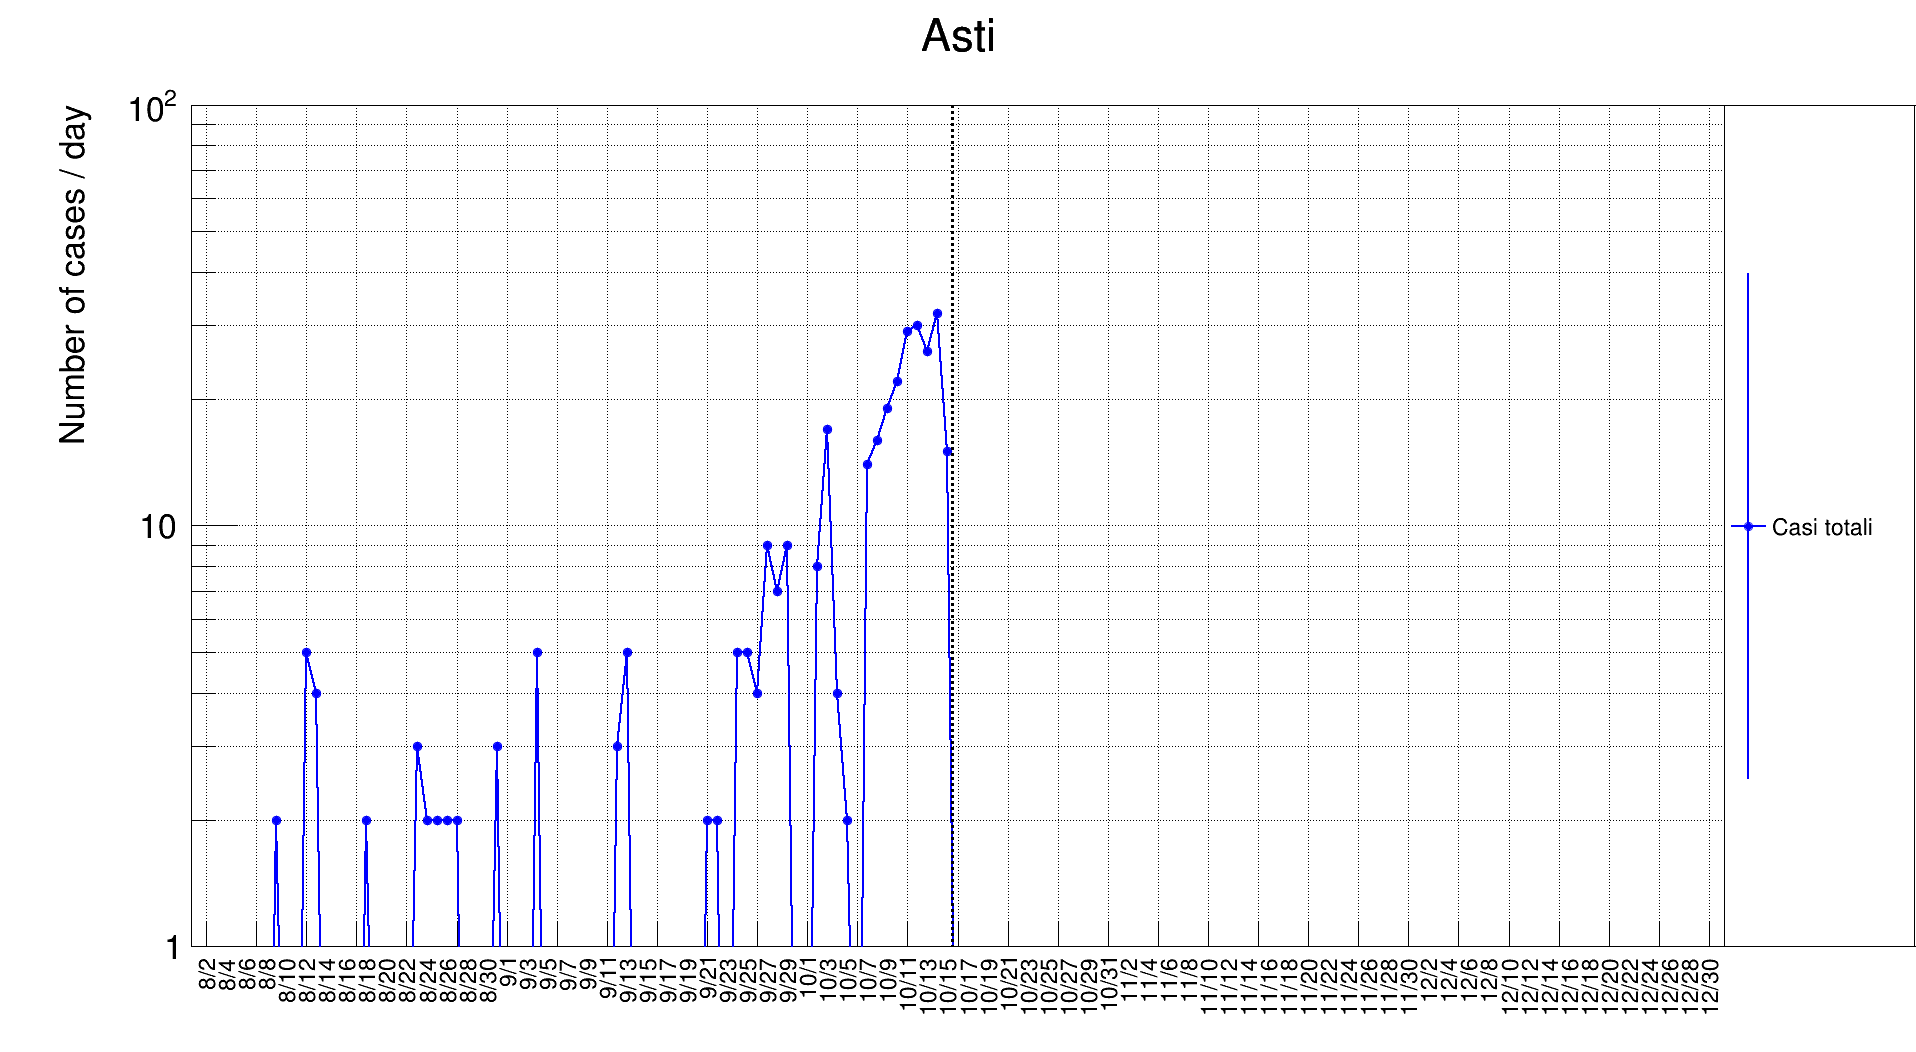 Asti
Number of cases / day
10²
10
1
8/2 8/4 8/6 8/8 8/10 8/12 8/14 8/16 8/18 8/20 8/22 8/24 8/26 8/28 8/30 9/1 9/3 9/5 9/7 9/9 9/11 9/13 9/15 9/17 9/19 9/21 9/23 9/25 9/27 9/29 10/1 10/3 10/5 10/7 10/9 10/11 10/13 10/15 10/17 10/19 10/21 10/23 10/25 10/27 10/29 10/31 11/2 11/4 11/6 11/8 11/10 11/12 11/14 11/16 11/18 11/20 11/22 11/24 11/26 11/28 11/30 12/2 12/4 12/6 12/8 12/10 12/12 12/14 12/16 12/18 12/20 12/22 12/24 12/26 12/28 12/30
Casi totali